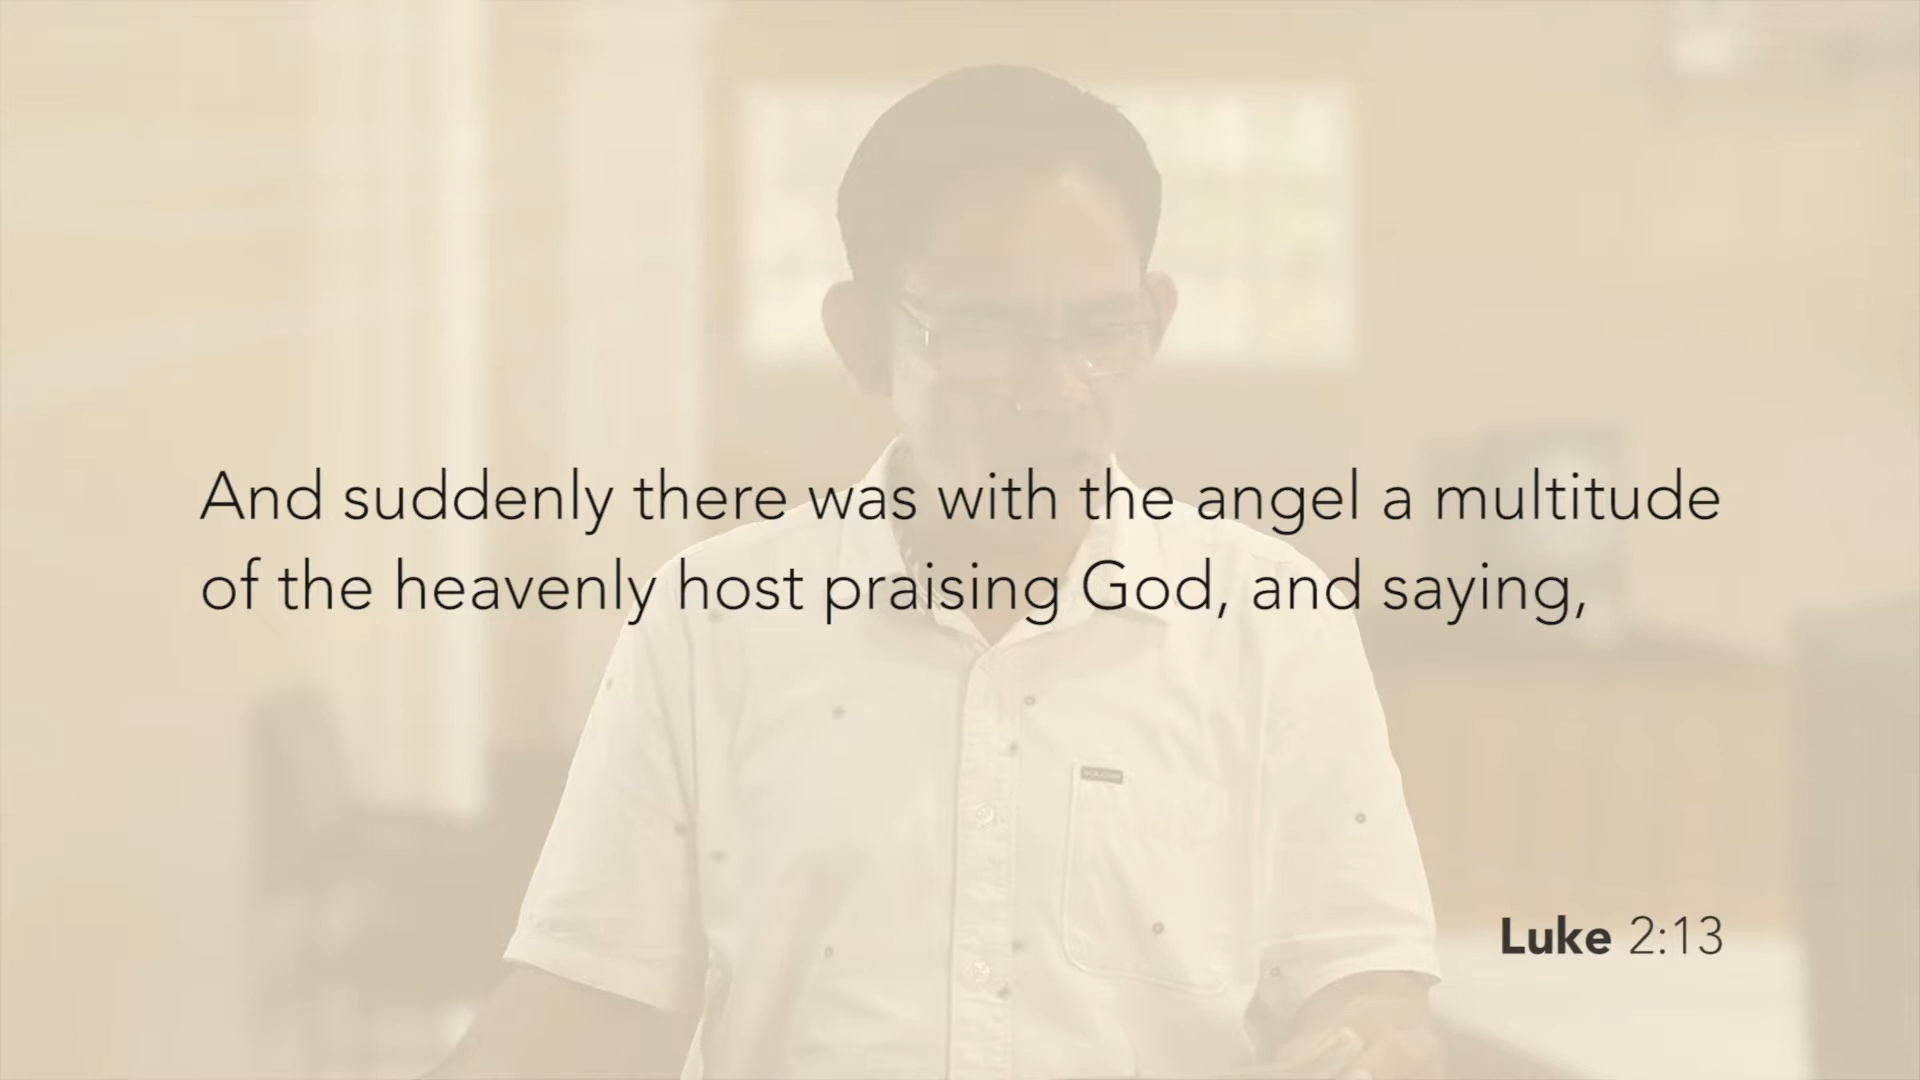 And suddenly there was with the angel a multitude
of the heavenly host praising God, and saying,
Luke 2:13